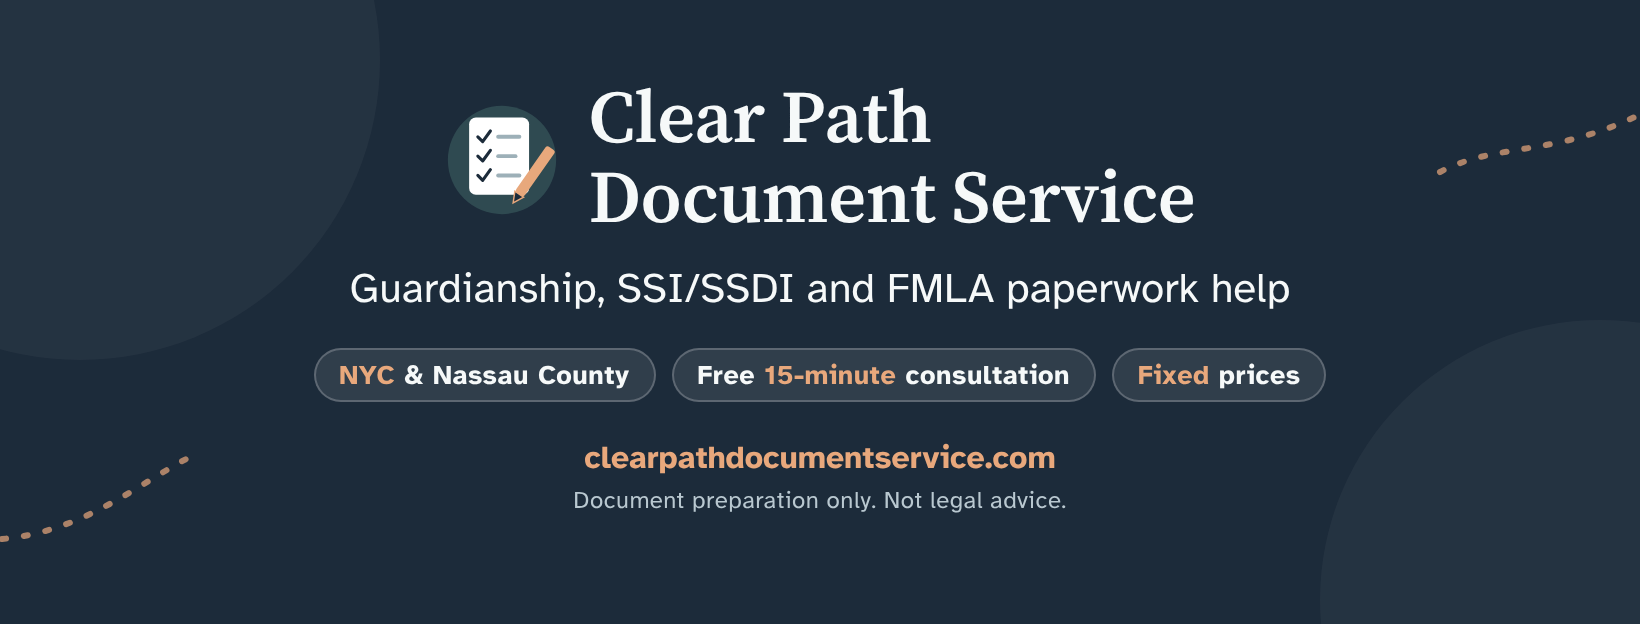 Clear Path
Document Service
Guardianship, SSI/SSDI and FMLA paperwork help
NYC & Nassau County
Free 15-minute consultation
Fixed prices
clearpathdocumentservice.com
Document preparation only. Not legal advice.